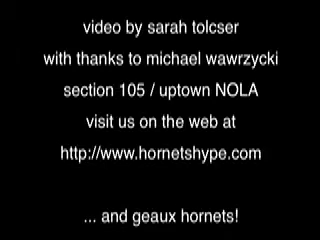 video by sarah tolcser
with thanks to michael wawrzycki
section 105 / uptown NOLA
visit us on the web at
http://www.hornetshype.com
... and geaux hornets!